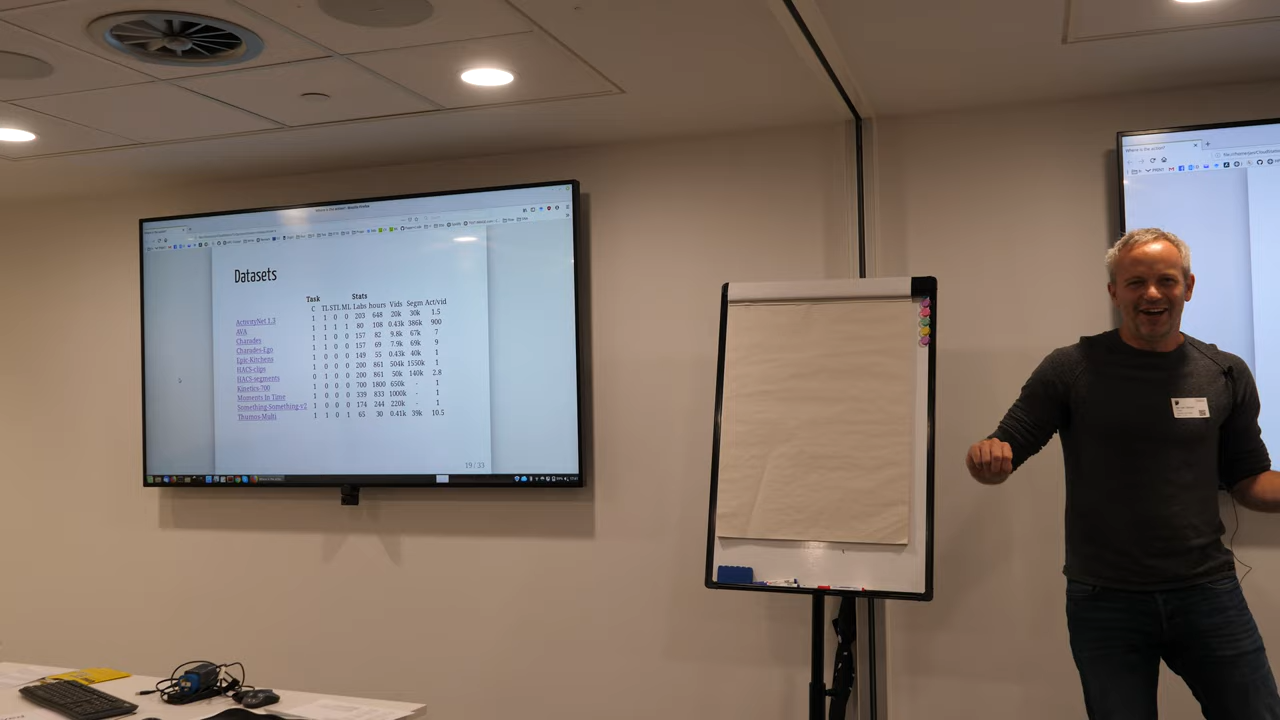 Datasets
Task Stats
C TL STL ML Labs hours Vids Segm Act/vid
ActivityNet 1.3 1 1 0 0 203 648 20k 30k 1.5
AVA 1 1 1 1 80 108 0.43k 386k 900
Charades 1 1 0 0 157 82 9.8k 67k 7
Charades-Ego 1 1 0 0 157 69 7.9k 69k 9
Epic-Kitchens 1 0 0 0 149 55 0.43k 40k 1
HACS-clips 1 0 0 0 200 861 504k 1550k 1
HACS-segments 0 1 0 0 200 861 50k 140k 2.8
Kinetics-700 1 0 0 0 700 1800 650k - 1
Moments In Time 1 0 0 0 339 833 1000k - 1
Something-Something-v2 1 0 0 0 174 244 220k - 1
Thumos-Multi 1 1 0 1 65 30 0.41k 39k 10.5
19 / 33
Where is the action?